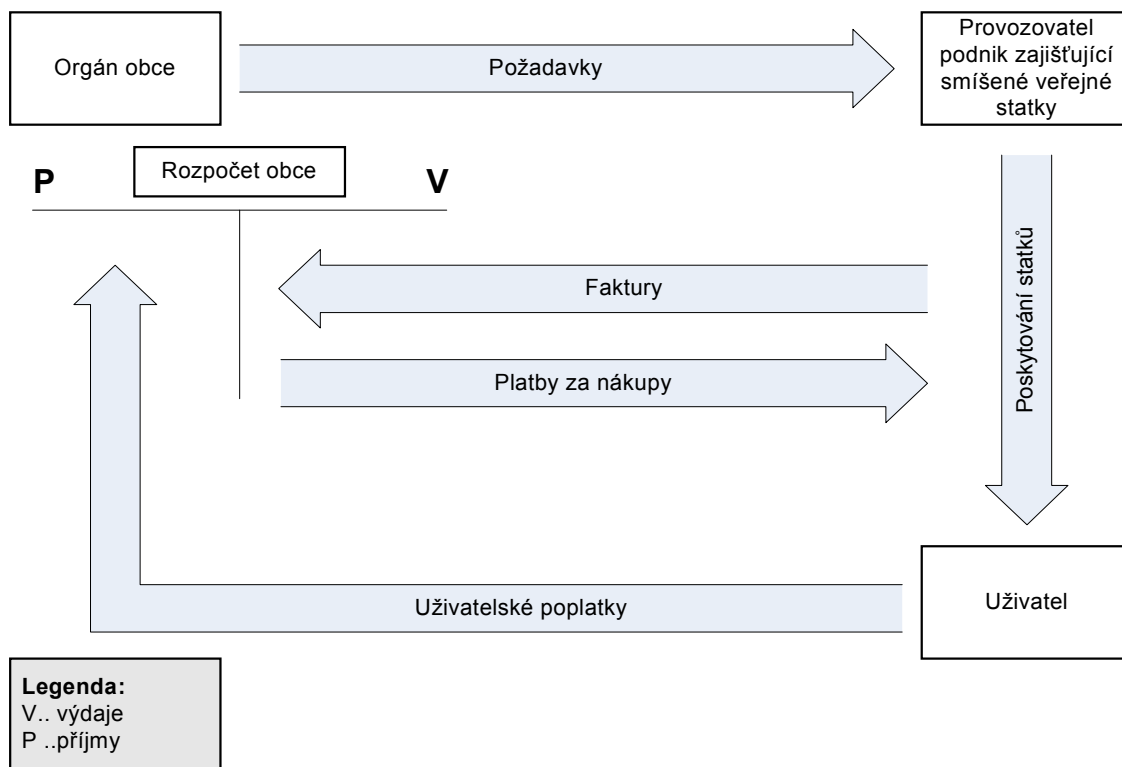 Orgán obce
Požadavky
Provozovatel
podnik zajišťující
smíšené veřejné
statky
P
Rozpočet obce
V
Faktury
Platby za nákupy
Poskytování statků
Uživatelské poplatky
Uživatel
Legenda:
V.. výdaje
P ..příjmy